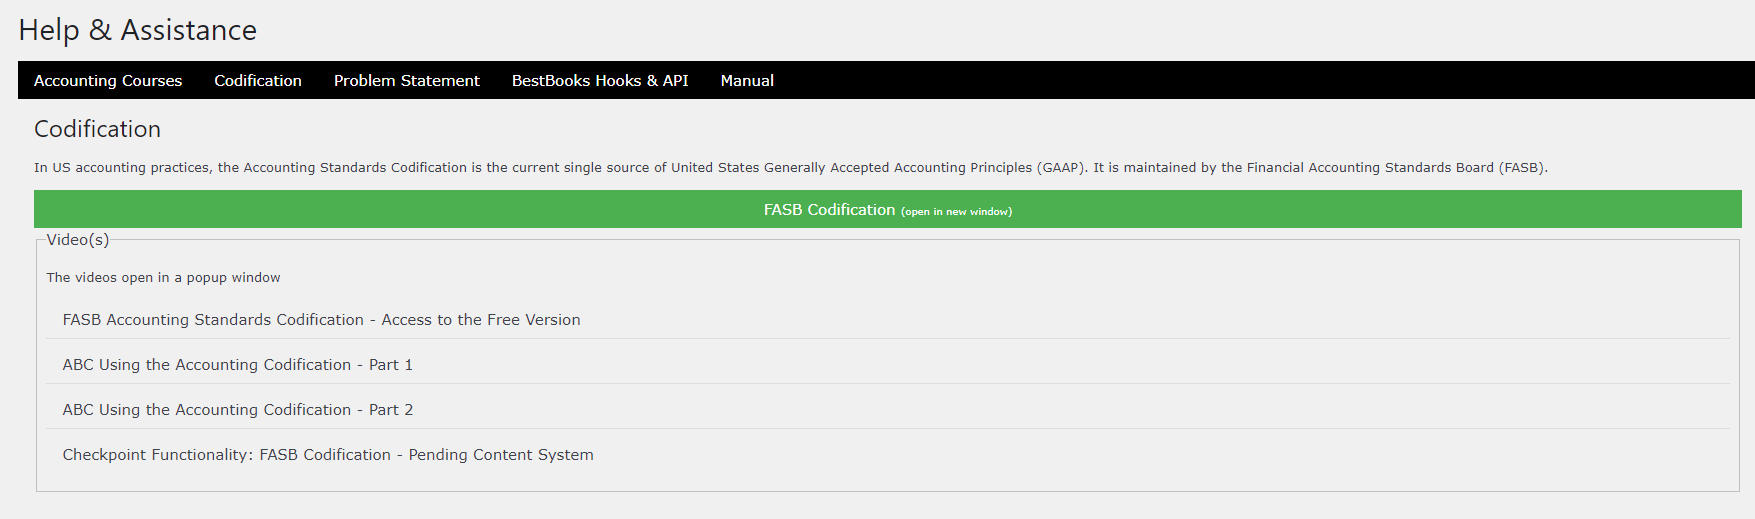 Help & Assistance
Accounting Courses Codification Problem Statement BestBooks Hooks & API Manual
Codification
In US accounting practices, the Accounting Standards Codification is the current single source of United States Generally Accepted Accounting Principles (GAAP). It is maintained by the Financial Accounting Standards Board (FASB).
FASB Codification (open in new window)
Video(s)
The videos open in a popup window
FASB Accounting Standards Codification - Access to the Free Version
ABC Using the Accounting Codification - Part 1
ABC Using the Accounting Codification - Part 2
Checkpoint Functionality: FASB Codification - Pending Content System